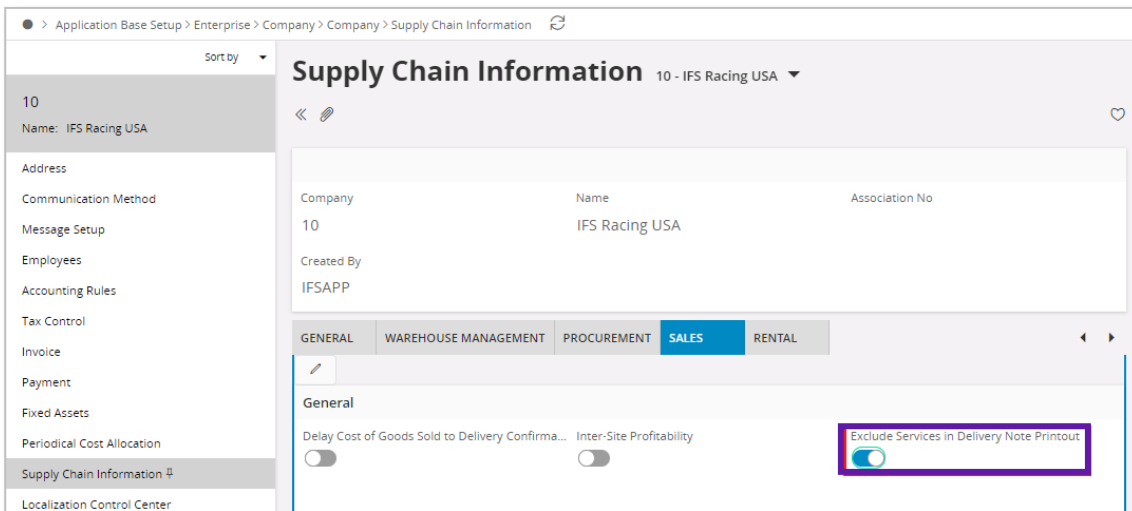 Application Base Setup > Enterprise > Company > Company > Supply Chain Information
Sort by
10
Name: IFS Racing USA
Address
Communication Method
Message Setup
Employees
Accounting Rules
Tax Control
Invoice
Payment
Fixed Assets
Periodical Cost Allocation
Supply Chain Information
Localization Control Center
Supply Chain Information 10 - IFS Racing USA
Company Name Association No
10 IFS Racing USA
Created By
IFSAPP
GENERAL WAREHOUSE MANAGEMENT PROCUREMENT SALES RENTAL
General
Delay Cost of Goods Sold to Delivery Confirma... Inter-Site Profitability Exclude Services in Delivery Note Printout